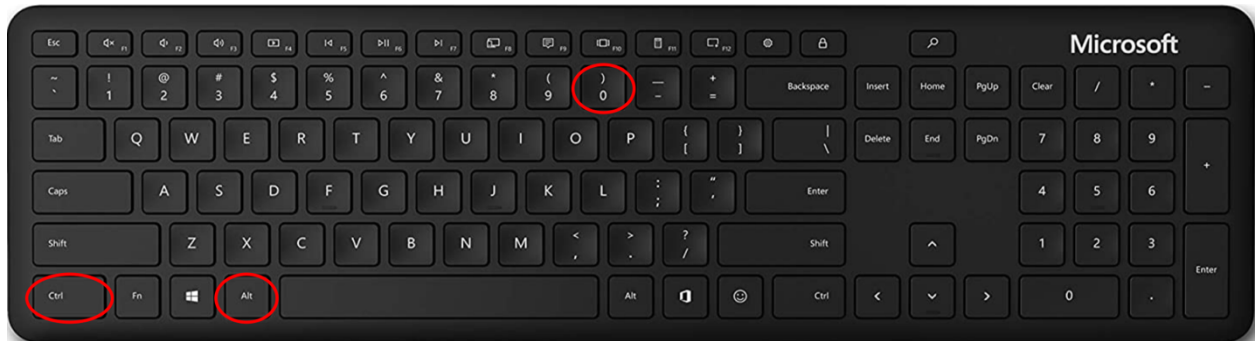 Microsoft
Esc F1 F2 F3 F4 F5 F6 F7 F8 F9 F10 F11 F12
~ ! @ # $ % ^ & * ( ) — +
` 1 2 3 4 5 6 7 8 9 0 - = Backspace Insert Home PgUp Clear / * -
Tab Q W E R T Y U I O P { [ } ] | \ Delete End PgDn 7 8 9 +
Caps A S D F G H J K L : ; " ' Enter 4 5 6
Shift Z X C V B N M < , > . ? / Shift 1 2 3 Enter
Ctrl Fn Alt Alt Ctrl 0 .